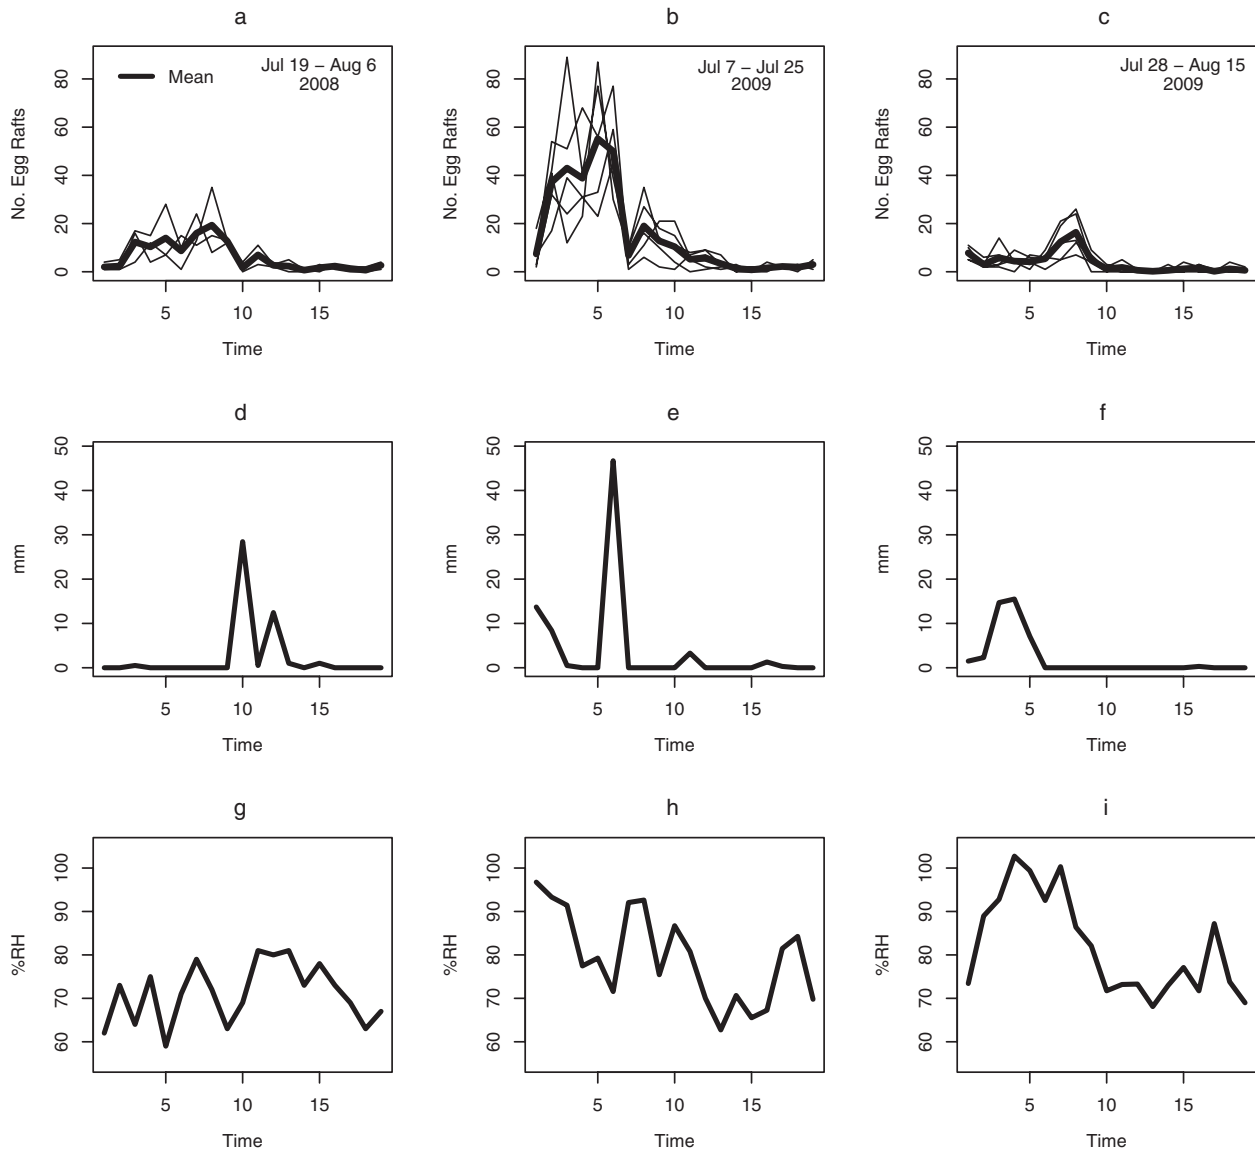 a
b
c
Mean
Jul 19 – Aug 6
2008
Jul 7 – Jul 25
2009
Jul 28 – Aug 15
2009
No. Egg Rafts
80
60
40
20
0
5 10 15
Time
No. Egg Rafts
80
60
40
20
0
5 10 15
Time
No. Egg Rafts
80
60
40
20
0
5 10 15
Time
d
e
f
mm
50
40
30
20
10
0
5 10 15
Time
mm
50
40
30
20
10
0
5 10 15
Time
mm
50
40
30
20
10
0
5 10 15
Time
g
h
i
%RH
100
90
80
70
60
5 10 15
Time
%RH
100
90
80
70
60
5 10 15
Time
%RH
100
90
80
70
60
5 10 15
Time